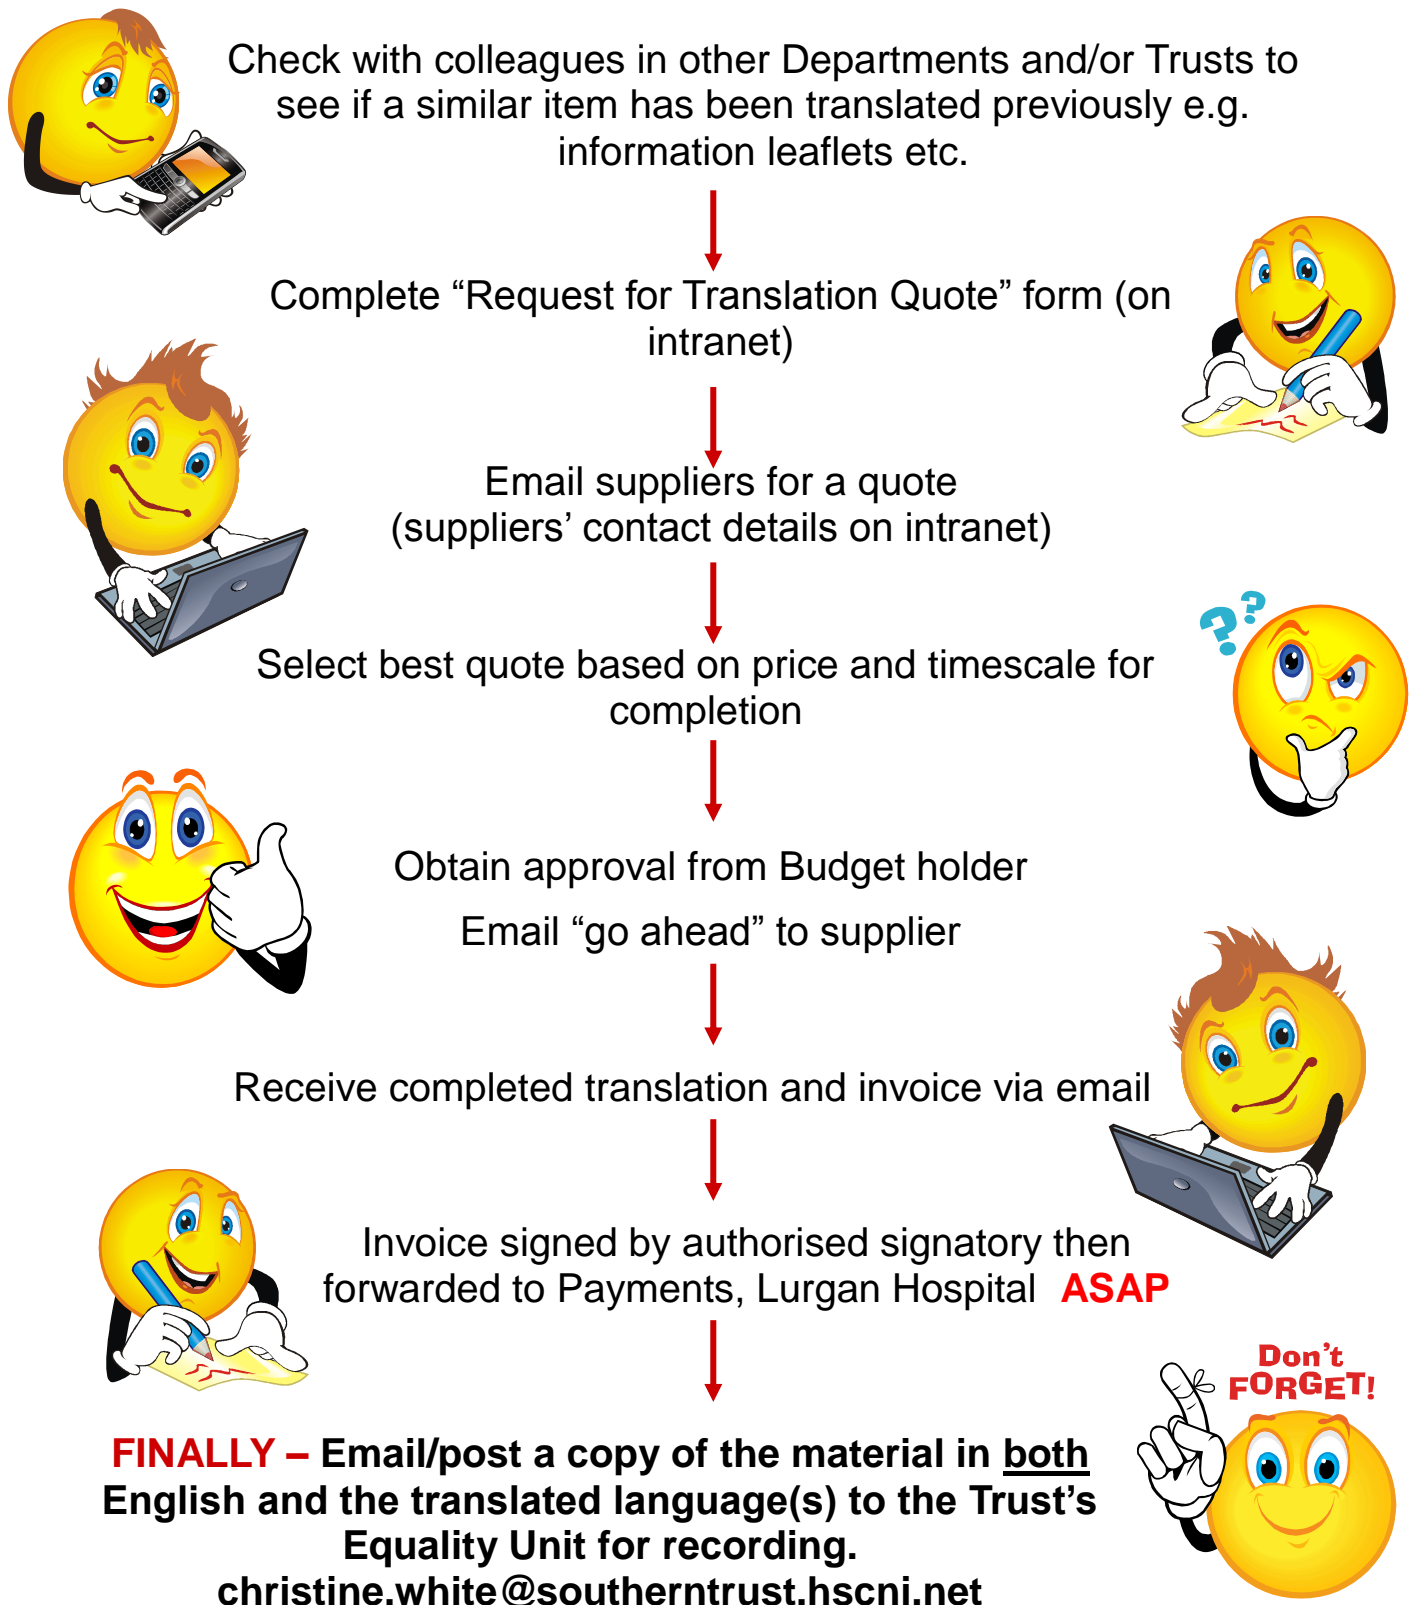 Check with colleagues in other Departments and/or Trusts to
see if a similar item has been translated previously e.g.
information leaflets etc.
Complete “Request for Translation Quote” form (on
intranet)
Email suppliers for a quote
(suppliers’ contact details on intranet)
??
Select best quote based on price and timescale for
completion
Obtain approval from Budget holder
Email “go ahead” to supplier
Receive completed translation and invoice via email
Invoice signed by authorised signatory then
forwarded to Payments, Lurgan Hospital ASAP
Don't
FORGET!
FINALLY – Email/post a copy of the material in both
English and the translated language(s) to the Trust’s
Equality Unit for recording.
christine.white@southerntrust.hscni.net